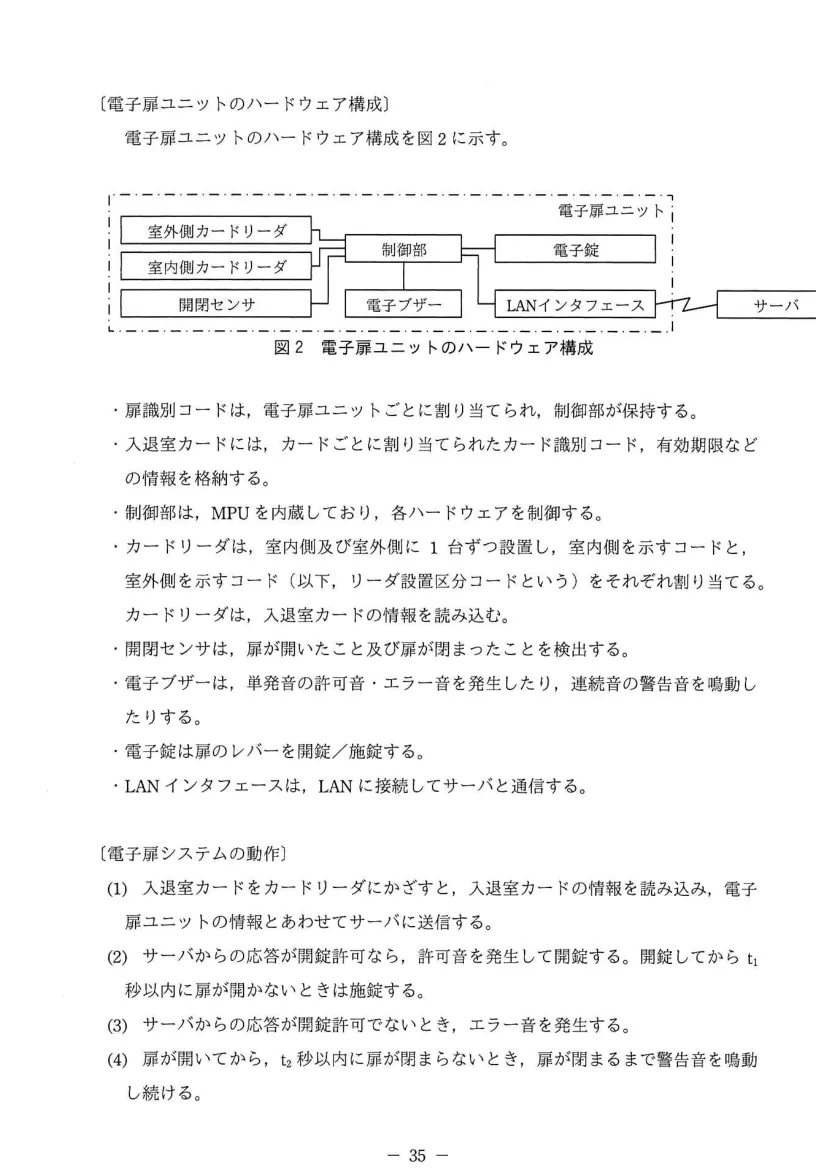 〔電子扉ユニットのハードウェア構成〕
電子扉ユニットのハードウェア構成を図2に示す。
電子扉ユニット
室外側カードリーダ
制御部
電子錠
室内側カードリーダ
開閉センサ
電子ブザー
LANインタフェース
サーバ
図2 電子扉ユニットのハードウェア構成
・扉識別コードは，電子扉ユニットごとに割り当てられ，制御部が保持する。
・入退室カードには，カードごとに割り当てられたカード識別コード，有効期限など
の情報を格納する。
・制御部は，MPU を内蔵しており，各ハードウェアを制御する。
・カードリーダは，室内側及び室外側に 1 台ずつ設置し，室内側を示すコードと，
室外側を示すコード（以下，リーダ設置区分コードという）をそれぞれ割り当てる。
カードリーダは，入退室カードの情報を読み込む。
・開閉センサは，扉が開いたこと及び扉が閉まったことを検出する。
・電子ブザーは，単発音の許可音・エラー音を発生したり，連続音の警告音を鳴動し
たりする。
・電子錠は扉のレバーを開錠／施錠する。
・LAN インタフェースは，LAN に接続してサーバと通信する。
〔電子扉システムの動作〕
(1) 入退室カードをカードリーダにかざすと，入退室カードの情報を読み込み，電子
扉ユニットの情報とあわせてサーバに送信する。
(2) サーバからの応答が開錠許可なら，許可音を発生して開錠する。開錠してから t₁
秒以内に扉が開かないときは施錠する。
(3) サーバからの応答が開錠許可でないとき，エラー音を発生する。
(4) 扉が開いてから，t₂ 秒以内に扉が閉まらないとき，扉が閉まるまで警告音を鳴動
し続ける。
－ 35 －